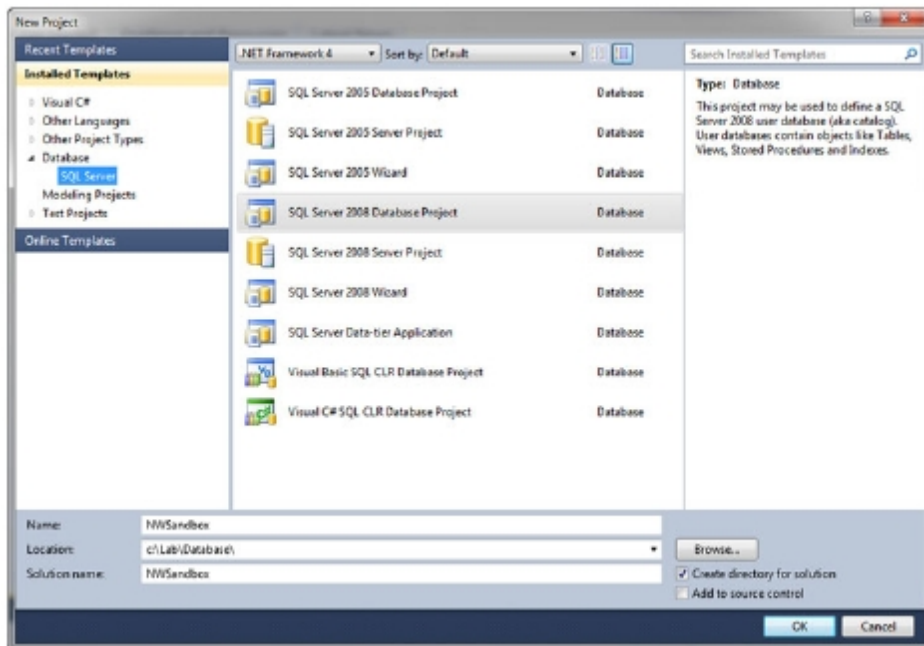 New Project
Recent Templates
Installed Templates
Visual C#
Other Languages
Other Project Types
Database
SQL Server
Modeling Projects
Test Projects
Online Templates
.NET Framework 4
Sort by: Default
SQL Server 2005 Database Project Database
SQL Server 2005 Server Project Database
SQL Server 2005 Wizard Database
SQL Server 2008 Database Project Database
SQL Server 2008 Server Project Database
SQL Server 2008 Wizard Database
SQL Server Data-tier Application Database
Visual Basic SQL CLR Database Project Database
Visual C# SQL CLR Database Project Database
Search Installed Templates
Type: Database
This project may be used to define a SQL
Server 2008 user database (aka catalog).
User databases contain objects like Tables,
Views, Stored Procedures and Indexes.
Name: NWSandbox
Location: c:\Lab\Database\
Solution name: NWSandbox
Browse...
Create directory for solution
Add to source control
OK Cancel